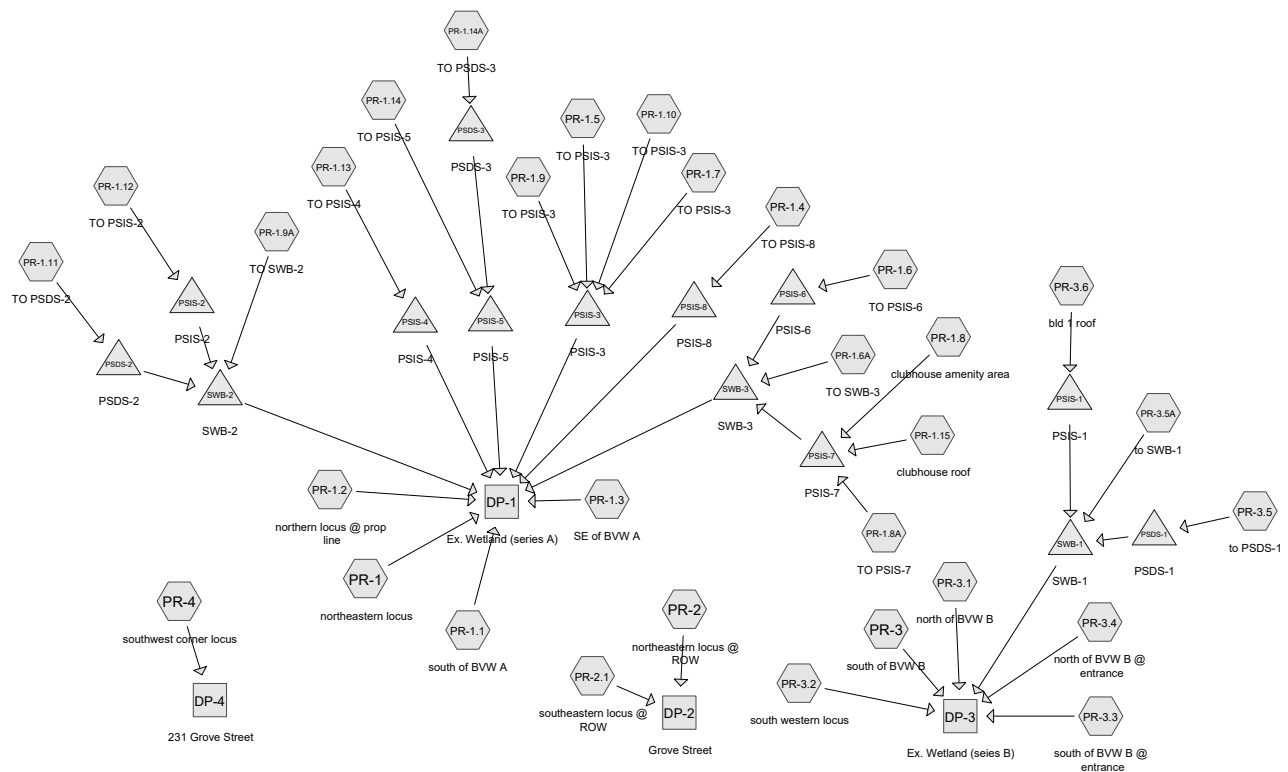 PR-1.14A
TO PSDS-3
PR-1.14
TO PSIS-5
PSDS-3
PSDS-3
PR-1.5
TO PSIS-3
PR-1.10
TO PSIS-3
PR-1.13
TO PSIS-4
PR-1.9
TO PSIS-3
PR-1.7
TO PSIS-3
PR-1.12
TO PSIS-2
PR-1.4
TO PSIS-8
PR-1.9A
TO SWB-2
PR-1.11
TO PSDS-2
PSIS-2
PSIS-2
PSIS-4
PSIS-4
PSIS-5
PSIS-5
PSIS-3
PSIS-3
PSIS-8
PSIS-8
PSIS-6
PSIS-6
PR-1.6
TO PSIS-6
PR-3.6
bld 1 roof
PSDS-2
PSDS-2
SWB-2
SWB-2
PR-1.6A
TO SWB-3
PR-1.8
clubhouse amenity area
SWB-3
SWB-3
PSIS-1
PSIS-1
PR-3.5A
to SWB-1
PSIS-7
PSIS-7
PR-1.15
clubhouse roof
PR-1.2
northern locus @ prop
line
DP-1
Ex. Wetland (series A)
PR-1.3
SE of BVW A
PR-1.8A
TO PSIS-7
SWB-1
SWB-1
PSDS-1
PSDS-1
PR-3.5
to PSDS-1
PR-1
northeastern locus
PR-4
southwest corner locus
PR-1.1
south of BVW A
PR-2
northeastern locus @
ROW
PR-3.1
north of BVW B
PR-3
south of BVW B
PR-3.4
north of BVW B @
entrance
PR-2.1
southeastern locus @
ROW
PR-3.2
south western locus
DP-4
231 Grove Street
DP-2
Grove Street
DP-3
Ex. Wetland (seies B)
PR-3.3
south of BVW B @
entrance